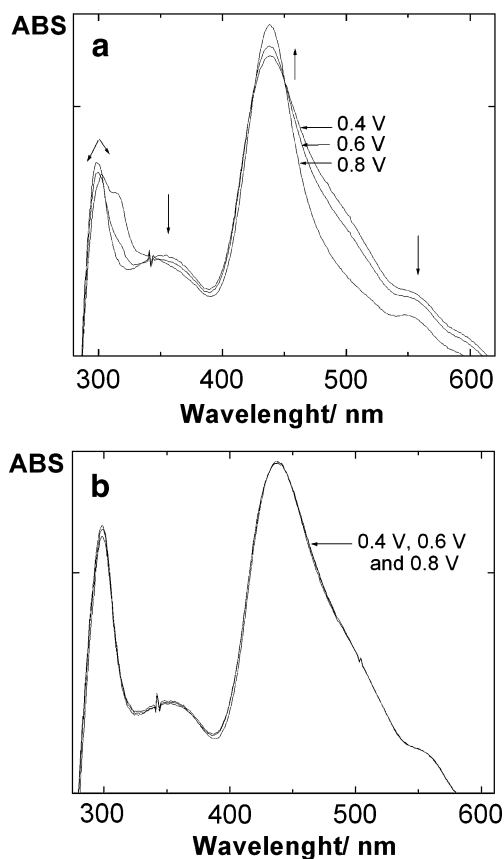 ABS
a
0.4 V
0.6 V
0.8 V
300 400 500 600
Wavelenght/ nm
ABS
b
0.4 V, 0.6 V
and 0.8 V
300 400 500 600
Wavelenght/ nm